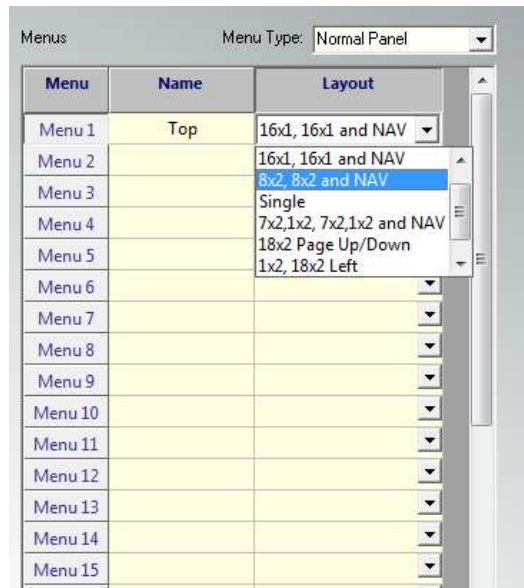 Menus Menu Type: Normal Panel
Menu Name Layout
Menu 1 Top 16x1, 16x1 and NAV
Menu 2 16x1, 16x1 and NAV
8x2, 8x2 and NAV
Menu 3 Single
Menu 4 7x2,1x2, 7x2,1x2 and NAV
18x2 Page Up/Down
Menu 5 1x2, 18x2 Left
Menu 6
Menu 7
Menu 8
Menu 9
Menu 10
Menu 11
Menu 12
Menu 13
Menu 14
Menu 15